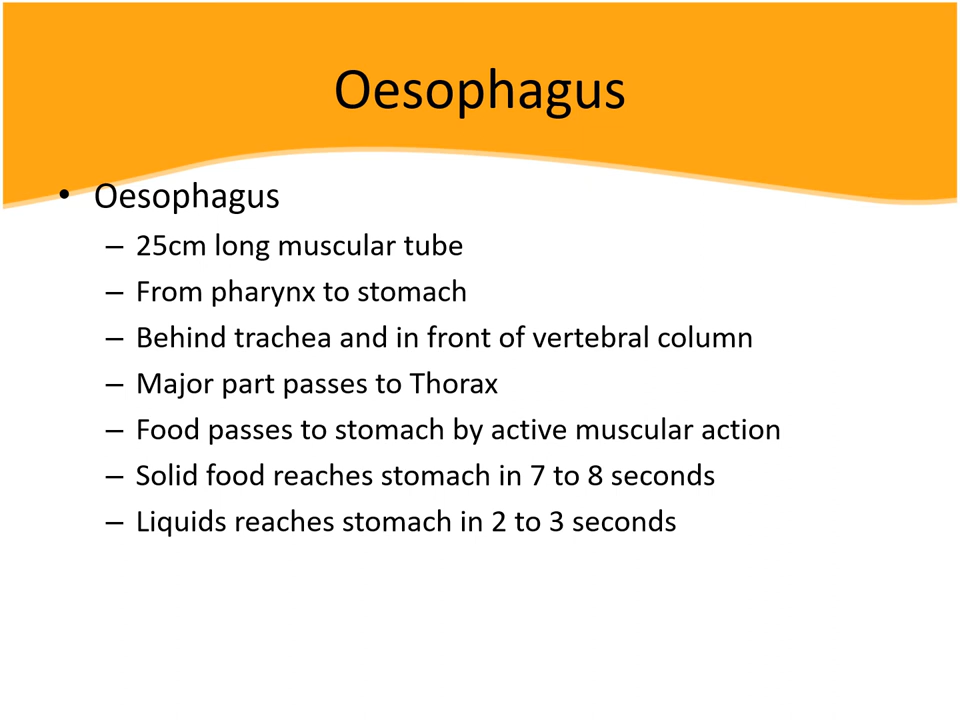 Oesophagus
• Oesophagus
– 25cm long muscular tube
– From pharynx to stomach
– Behind trachea and in front of vertebral column
– Major part passes to Thorax
– Food passes to stomach by active muscular action
– Solid food reaches stomach in 7 to 8 seconds
– Liquids reaches stomach in 2 to 3 seconds